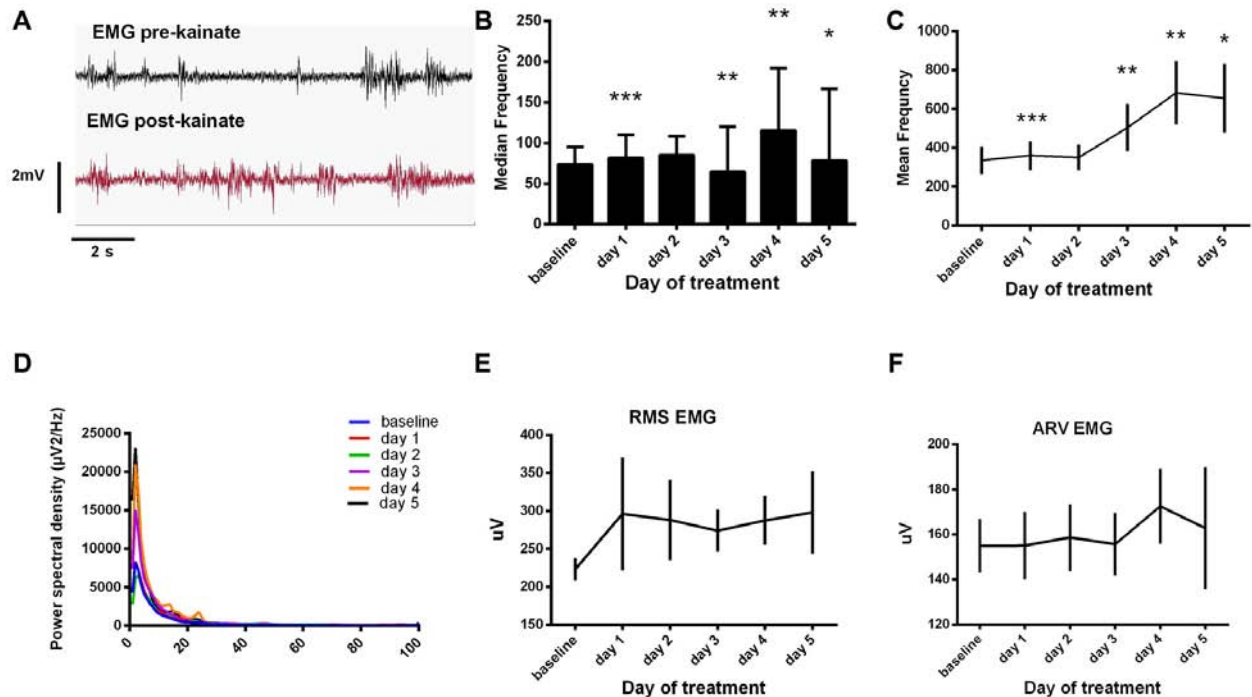 A
EMG pre-kainate
EMG post-kainate
2mV
2 s
B
Median Frequency
250
200
150
100
50
0
***
**
**
*
baseline
day 1
day 2
day 3
day 4
day 5
Day of treatment
C
Mean Frequncy
1000
800
600
400
200
0
***
**
**
*
baseline
day 1
day 2
day 3
day 4
day 5
Day of treatment
D
Power spectral density (µV2/Hz)
25000
20000
15000
10000
5000
0
0
20
40
60
80
100
baseline
day 1
day 2
day 3
day 4
day 5
E
RMS EMG
uV
400
350
300
250
200
150
baseline
day 1
day 2
day 3
day 4
day 5
Day of treatment
F
ARV EMG
uV
200
180
160
140
120
baseline
day 1
day 2
day 3
day 4
day 5
Day of treatment